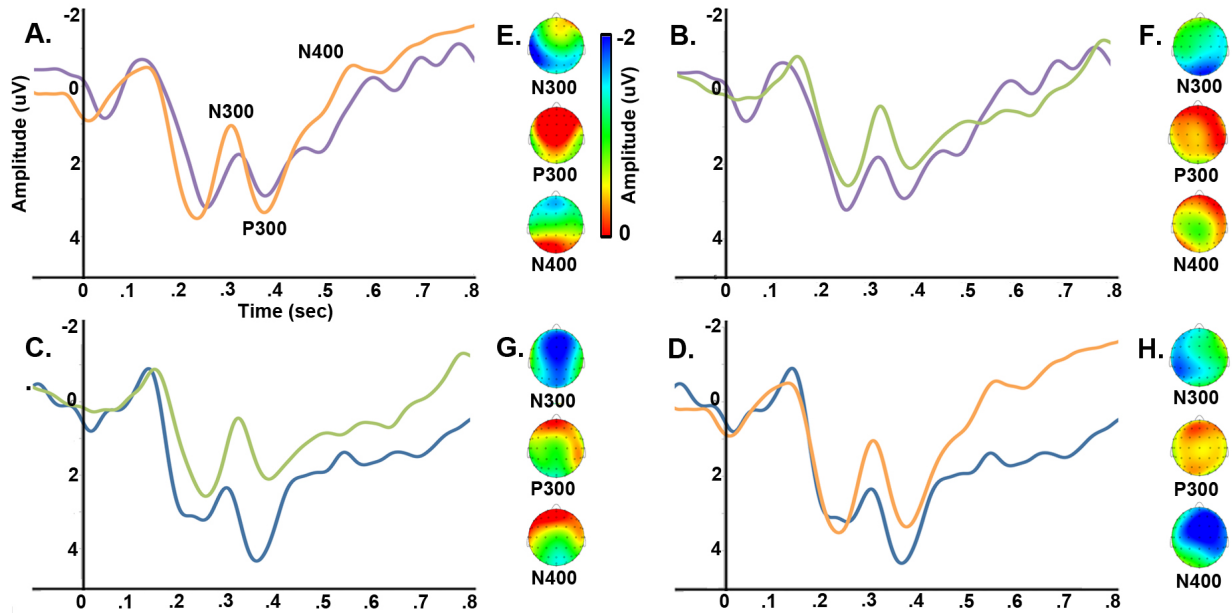 A.
-2
0
2
4
Amplitude (uV)
N300
P300
N400
0 .1 .2 .3 .4 .5 .6 .7 .8
Time (sec)
E.
N300
P300
N400
-2
Amplitude (uV)
0
B.
-2
0
2
4
0 .1 .2 .3 .4 .5 .6 .7 .8
F.
N300
P300
N400
C.
-2
0
2
4
0 .1 .2 .3 .4 .5 .6 .7 .8
G.
N300
P300
N400
D.
-2
0
2
4
0 .1 .2 .3 .4 .5 .6 .7 .8
H.
N300
P300
N400